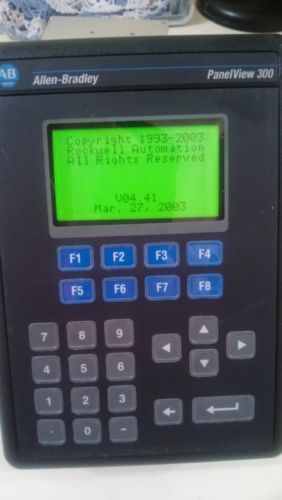 AB
Allen-Bradley PanelView 300
Copyright 1993-2003
Rockwell Automation
All Rights Reserved
V04.41
Mar. 27, 2003
F1 F2 F3 F4
F5 F6 F7 F8
7 8 9
4 5 6
1 2 3
. 0 -